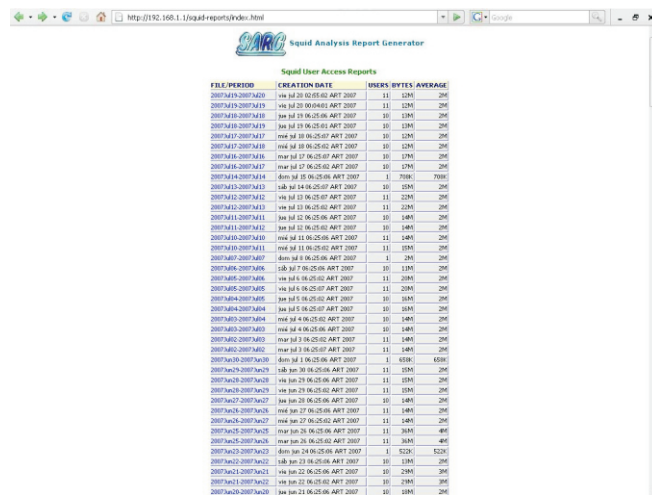 http://192.168.1.1/squid-reports/index.html
Google
SARG Squid Analysis Report Generator
Squid User Access Reports
FILE/PERIOD CREATION DATE USERS BYTES AVERAGE
2007Jul19-2007Jul20 vie jul 20 02:55:02 ART 2007 11 12M 2M
2007Jul19-2007Jul19 vie jul 20 00:04:01 ART 2007 11 12M 2M
2007Jul18-2007Jul18 jue jul 19 06:25:06 ART 2007 10 13M 2M
2007Jul18-2007Jul19 jue jul 19 06:25:01 ART 2007 10 13M 2M
2007Jul17-2007Jul17 mié jul 18 06:25:07 ART 2007 10 12M 2M
2007Jul17-2007Jul18 mié jul 18 06:25:02 ART 2007 10 12M 2M
2007Jul16-2007Jul16 mar jul 17 06:25:07 ART 2007 10 17M 2M
2007Jul16-2007Jul17 mar jul 17 06:25:02 ART 2007 10 17M 2M
2007Jul14-2007Jul14 dom jul 15 06:25:06 ART 2007 1 708K 708K
2007Jul13-2007Jul13 sáb jul 14 06:25:07 ART 2007 10 15M 2M
2007Jul12-2007Jul12 vie jul 13 06:25:07 ART 2007 11 22M 2M
2007Jul12-2007Jul13 vie jul 13 06:25:02 ART 2007 11 22M 2M
2007Jul11-2007Jul11 jue jul 12 06:25:06 ART 2007 10 14M 2M
2007Jul11-2007Jul12 jue jul 12 06:25:02 ART 2007 10 14M 2M
2007Jul10-2007Jul10 mié jul 11 06:25:06 ART 2007 11 14M 2M
2007Jul10-2007Jul11 mié jul 11 06:25:02 ART 2007 11 15M 2M
2007Jul07-2007Jul07 dom jul 8 06:25:06 ART 2007 1 2M 2M
2007Jul06-2007Jul06 sáb jul 7 06:25:06 ART 2007 10 11M 2M
2007Jul05-2007Jul06 vie jul 6 06:25:02 ART 2007 11 20M 2M
2007Jul05-2007Jul05 vie jul 6 06:25:07 ART 2007 11 20M 2M
2007Jul04-2007Jul05 jue jul 5 06:25:02 ART 2007 10 16M 2M
2007Jul04-2007Jul04 jue jul 5 06:25:07 ART 2007 10 16M 2M
2007Jul03-2007Jul04 mié jul 4 06:25:02 ART 2007 10 14M 2M
2007Jul03-2007Jul03 mié jul 4 06:25:06 ART 2007 10 14M 2M
2007Jul02-2007Jul03 mar jul 3 06:25:02 ART 2007 11 14M 2M
2007Jul02-2007Jul02 mar jul 3 06:25:07 ART 2007 11 14M 2M
2007Jun30-2007Jun30 dom jul 1 06:25:06 ART 2007 1 658K 658K
2007Jun29-2007Jun29 sáb jun 30 06:25:06 ART 2007 11 15M 2M
2007Jun28-2007Jun28 vie jun 29 06:25:06 ART 2007 11 15M 2M
2007Jun28-2007Jun29 vie jun 29 06:25:02 ART 2007 11 15M 2M
2007Jun27-2007Jun27 jue jun 28 06:25:06 ART 2007 10 14M 2M
2007Jun26-2007Jun26 mié jun 27 06:25:06 ART 2007 11 14M 2M
2007Jun26-2007Jun27 mié jun 27 06:25:02 ART 2007 11 14M 2M
2007Jun25-2007Jun25 mar jun 26 06:25:06 ART 2007 11 36M 4M
2007Jun25-2007Jun26 mar jun 26 06:25:02 ART 2007 11 36M 4M
2007Jun23-2007Jun23 dom jun 24 06:25:06 ART 2007 1 522K 522K
2007Jun22-2007Jun22 sáb jun 23 06:25:06 ART 2007 10 13M 2M
2007Jun21-2007Jun21 vie jun 22 06:25:06 ART 2007 10 29M 3M
2007Jun21-2007Jun22 vie jun 22 06:25:02 ART 2007 10 29M 3M
2007Jun20-2007Jun20 jue jun 21 06:25:06 ART 2007 10 18M 2M